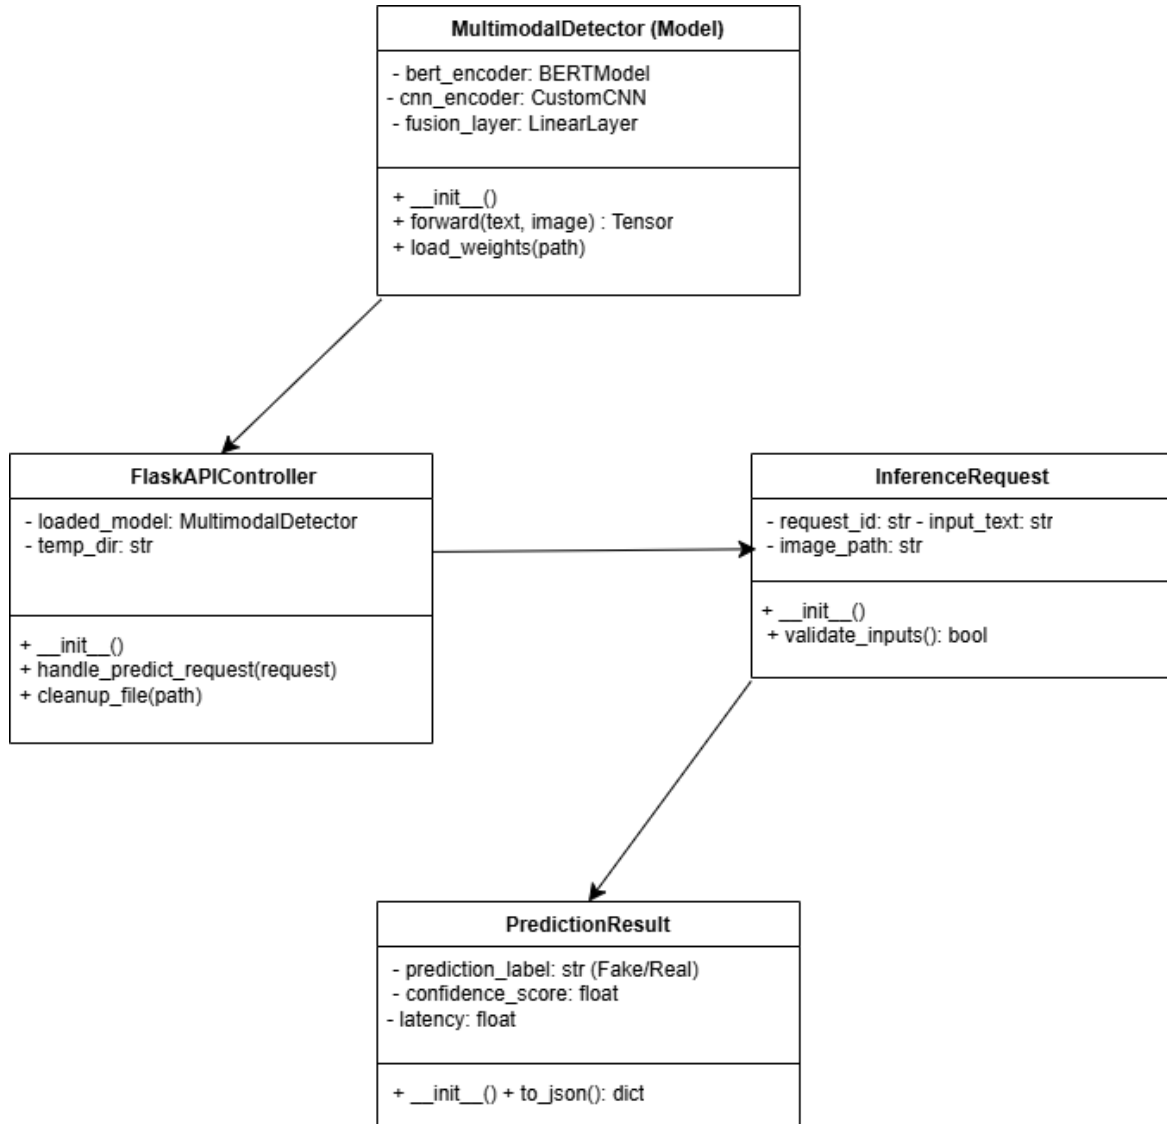 MultimodalDetector (Model)
- bert_encoder: BERTModel
- cnn_encoder: CustomCNN
- fusion_layer: LinearLayer
+ __init__()
+ forward(text, image) : Tensor
+ load_weights(path)
FlaskAPIController
- loaded_model: MultimodalDetector
- temp_dir: str
+ __init__()
+ handle_predict_request(request)
+ cleanup_file(path)
InferenceRequest
- request_id: str - input_text: str
- image_path: str
+ __init__()
+ validate_inputs(): bool
PredictionResult
- prediction_label: str (Fake/Real)
- confidence_score: float
- latency: float
+ __init__() + to_json(): dict